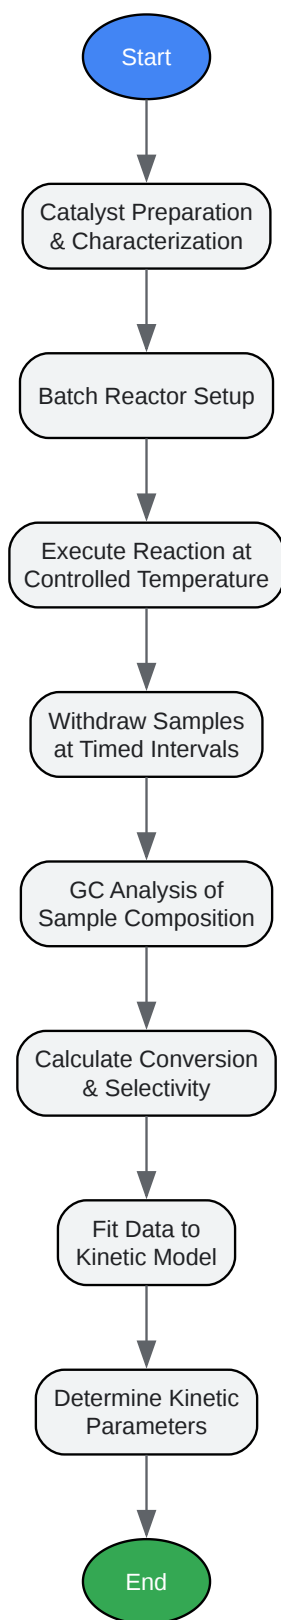 Start
Catalyst Preparation
& Characterization
Batch Reactor Setup
Execute Reaction at
Controlled Temperature
Withdraw Samples
at Timed Intervals
GC Analysis of
Sample Composition
Calculate Conversion
& Selectivity
Fit Data to
Kinetic Model
Determine Kinetic
Parameters
End